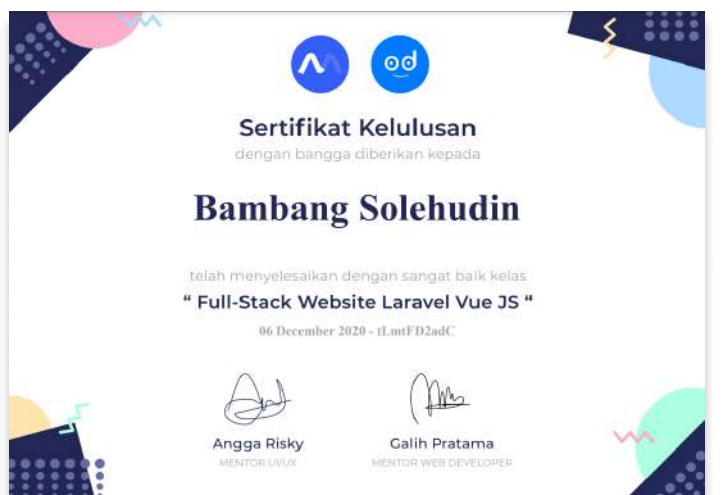 od
Sertifikat Kelulusan
dengan bangga diberikan kepada
Bambang Solehudin
telah menyelesaikan dengan sangat baik kelas
“ Full-Stack Website Laravel Vue JS “
06 December 2020 - tLmtFD2adC
Angga Risky
MENTOR UI/UX
Galih Pratama
MENTOR WEB DEVELOPER